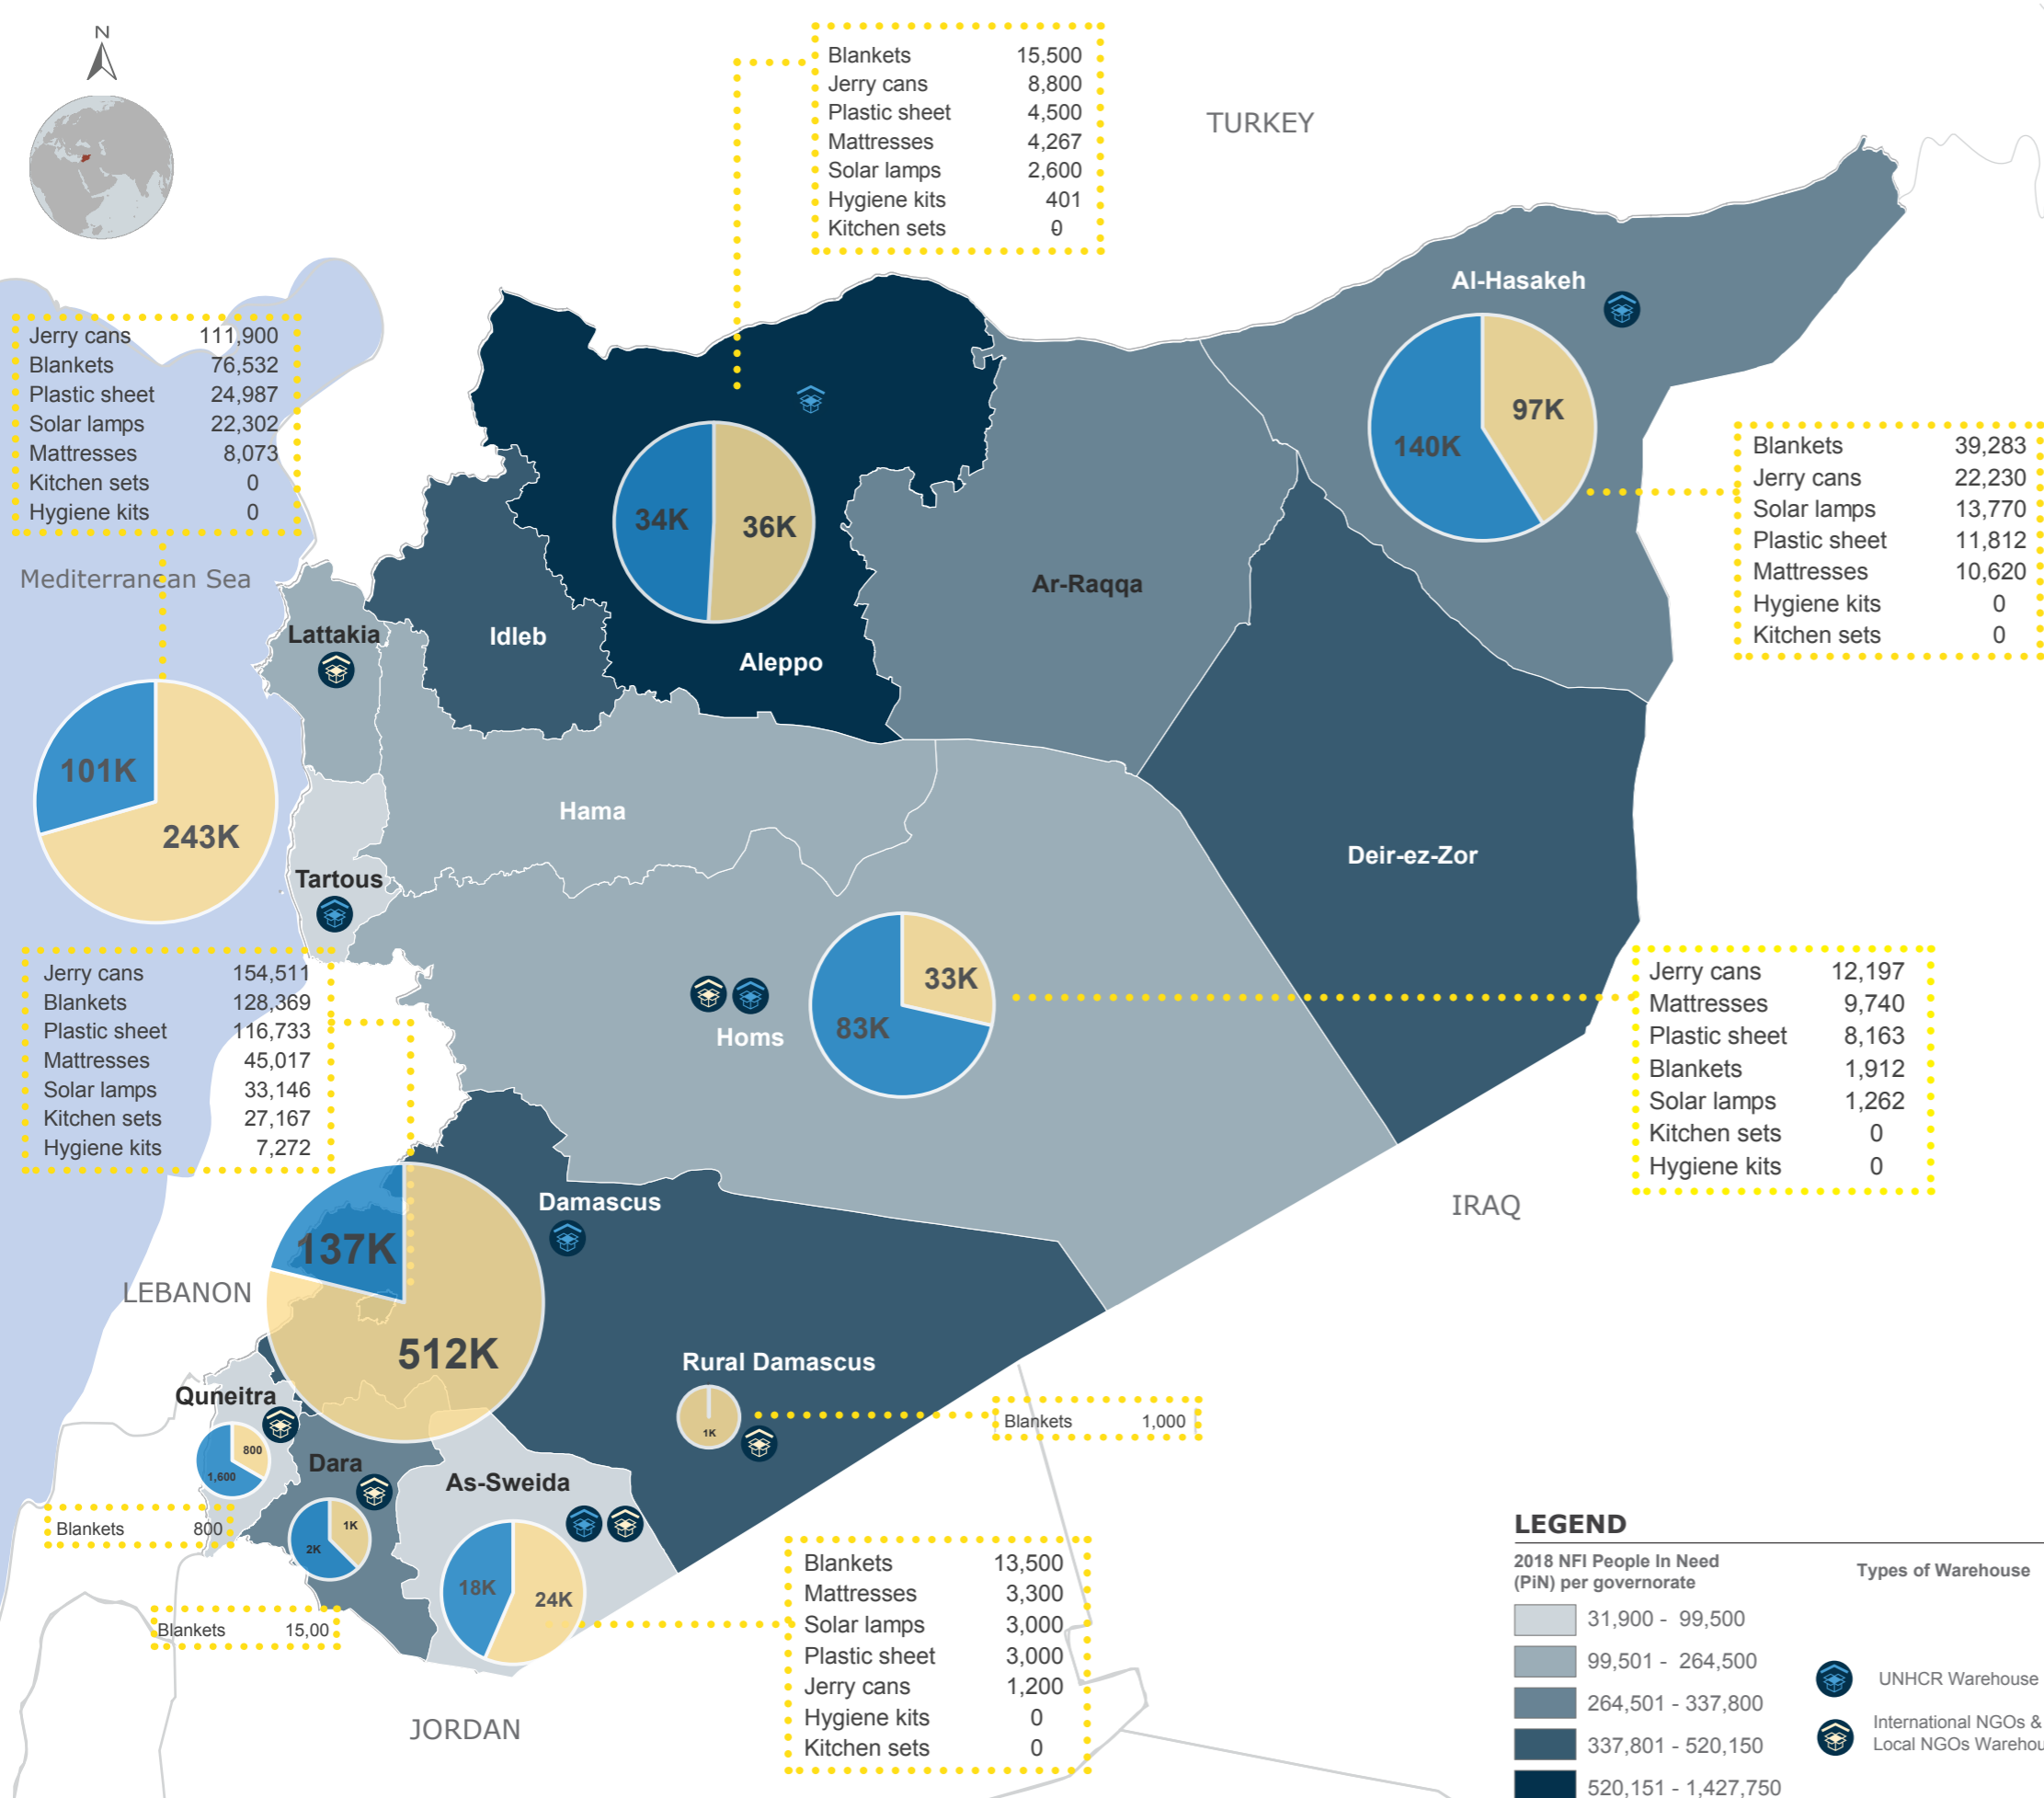 N
Blankets 15,500
Jerry cans 8,800
Plastic sheet 4,500
Mattresses 4,267
Solar lamps 2,600
Hygiene kits 401
Kitchen sets 0
TURKEY
Al-Hasakeh
97K
140K
Jerry cans 111,900
Blankets 76,532
Plastic sheet 24,987
Solar lamps 22,302
Mattresses 8,073
Kitchen sets 0
Hygiene kits 0
Blankets 39,283
Jerry cans 22,230
Solar lamps 13,770
Plastic sheet 11,812
Mattresses 10,620
Hygiene kits 0
Kitchen sets 0
34K
36K
Mediterranean Sea
Ar-Raqqa
Lattakia
Idleb
Aleppo
101K
243K
Hama
Deir-ez-Zor
Tartous
Jerry cans 154,511
Blankets 128,369
Plastic sheet 116,733
Mattresses 45,017
Solar lamps 33,146
Kitchen sets 27,167
Hygiene kits 7,272
33K
83K
Homs
Jerry cans 12,197
Mattresses 9,740
Plastic sheet 8,163
Blankets 1,912
Solar lamps 1,262
Kitchen sets 0
Hygiene kits 0
IRAQ
Damascus
137K
LEBANON
512K
Rural Damascus
1K
Blankets 1,000
Quneitra
800
1,600
Dara
1K
2K
As-Sweida
18K
24K
Blankets 800
Blankets 15,00
Blankets 13,500
Mattresses 3,300
Solar lamps 3,000
Plastic sheet 3,000
Jerry cans 1,200
Hygiene kits 0
Kitchen sets 0
JORDAN
LEGEND
2018 NFI People In Need
(PiN) per governorate
31,900 - 99,500
99,501 - 264,500
264,501 - 337,800
337,801 - 520,150
520,151 - 1,427,750
Types of Warehouse
UNHCR Warehouse
International NGOs &
Local NGOs Warehou